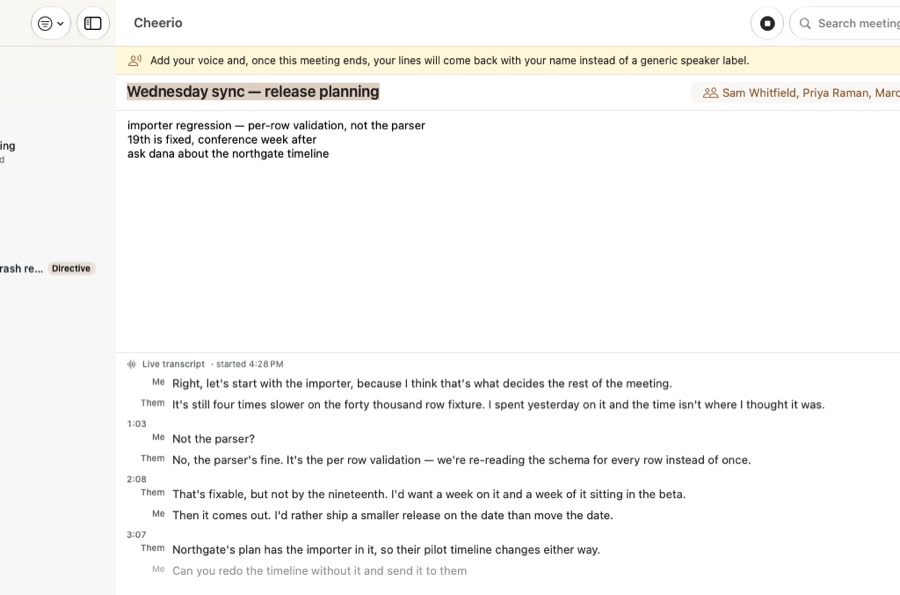 Cheerio
Search meeting
Add your voice and, once this meeting ends, your lines will come back with your name instead of a generic speaker label.
Wednesday sync — release planning
Sam Whitfield, Priya Raman, Marc
importer regression — per-row validation, not the parser
19th is fixed, conference week after
ask dana about the northgate timeline
ing
d
rash re... Directive
Live transcript · started 4:28 PM
Me Right, let's start with the importer, because I think that's what decides the rest of the meeting.
Them It's still four times slower on the forty thousand row fixture. I spent yesterday on it and the time isn't where I thought it was.
1:03
Me Not the parser?
Them No, the parser's fine. It's the per row validation — we're re-reading the schema for every row instead of once.
2:08
Them That's fixable, but not by the nineteenth. I'd want a week on it and a week of it sitting in the beta.
Me Then it comes out. I'd rather ship a smaller release on the date than move the date.
3:07
Them Northgate's plan has the importer in it, so their pilot timeline changes either way.
Me Can you redo the timeline without it and send it to them